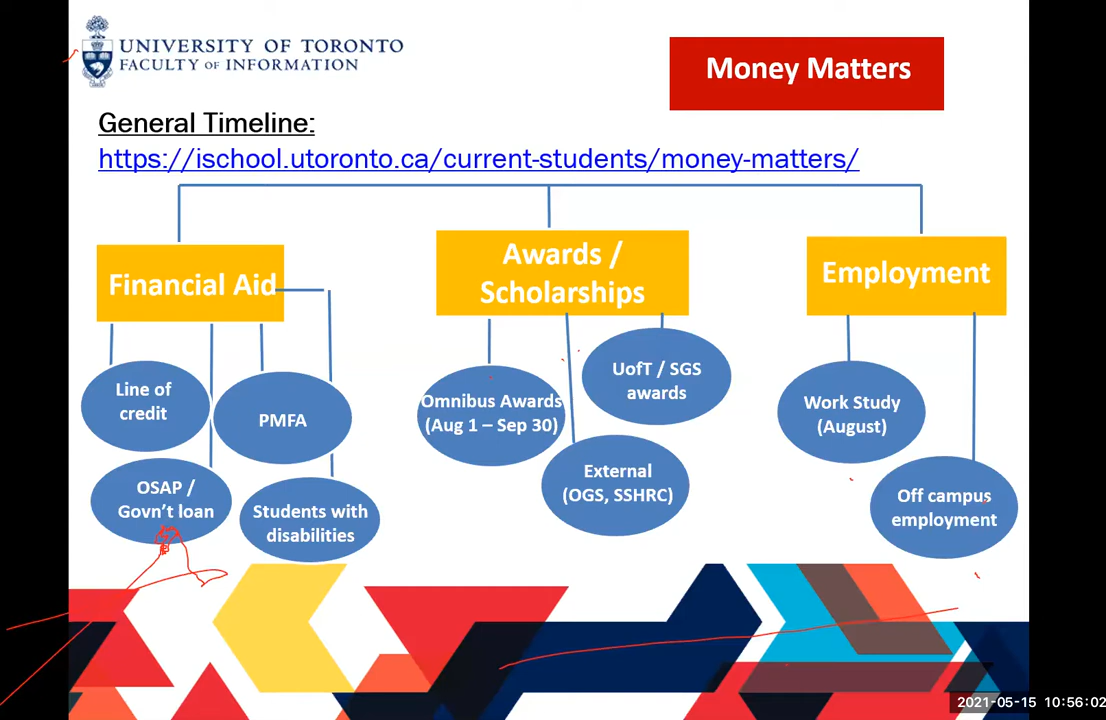 UNIVERSITY OF TORONTO
FACULTY OF INFORMATION
Money Matters
General Timeline:
https://ischool.utoronto.ca/current-students/money-matters/
Financial Aid
Line of
credit
PMFA
OSAP /
Govn't loan
Students with
disabilities
Awards /
Scholarships
Omnibus Awards
(Aug 1 – Sep 30)
UofT / SGS
awards
External
(OGS, SSHRC)
Employment
Work Study
(August)
Off campus
employment
2021-05-15 10:56:02